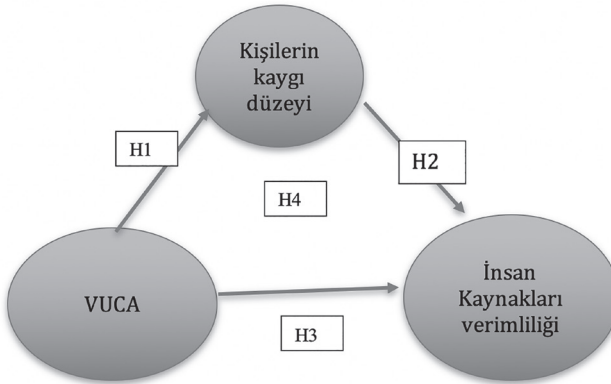 Kişilerin
kaygı
düzeyi
H1
H2
H4
VUCA
İnsan
Kaynakları
verimliliği
H3